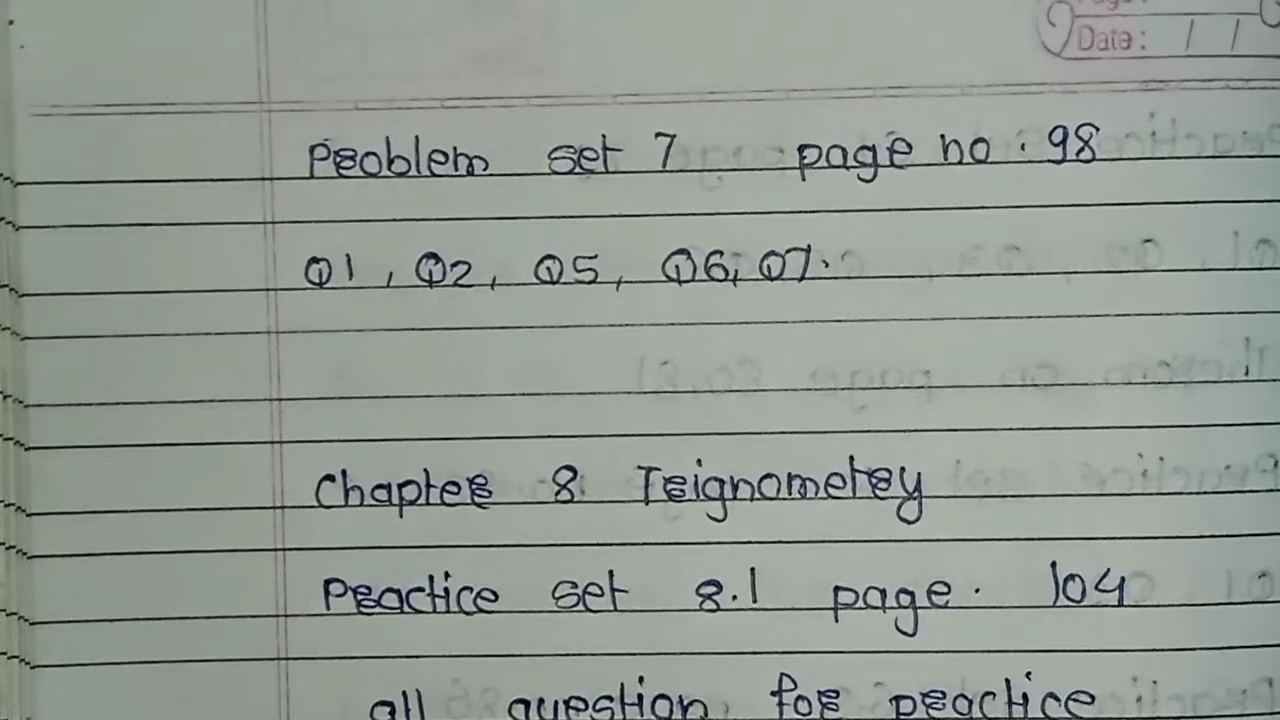 Date: / /
Problem set 7 page no. 98
Q1, Q2, Q5, Q6, Q7.
Chapter 8 Trignometry
Practice set 8.1 page. 104
all question for practice